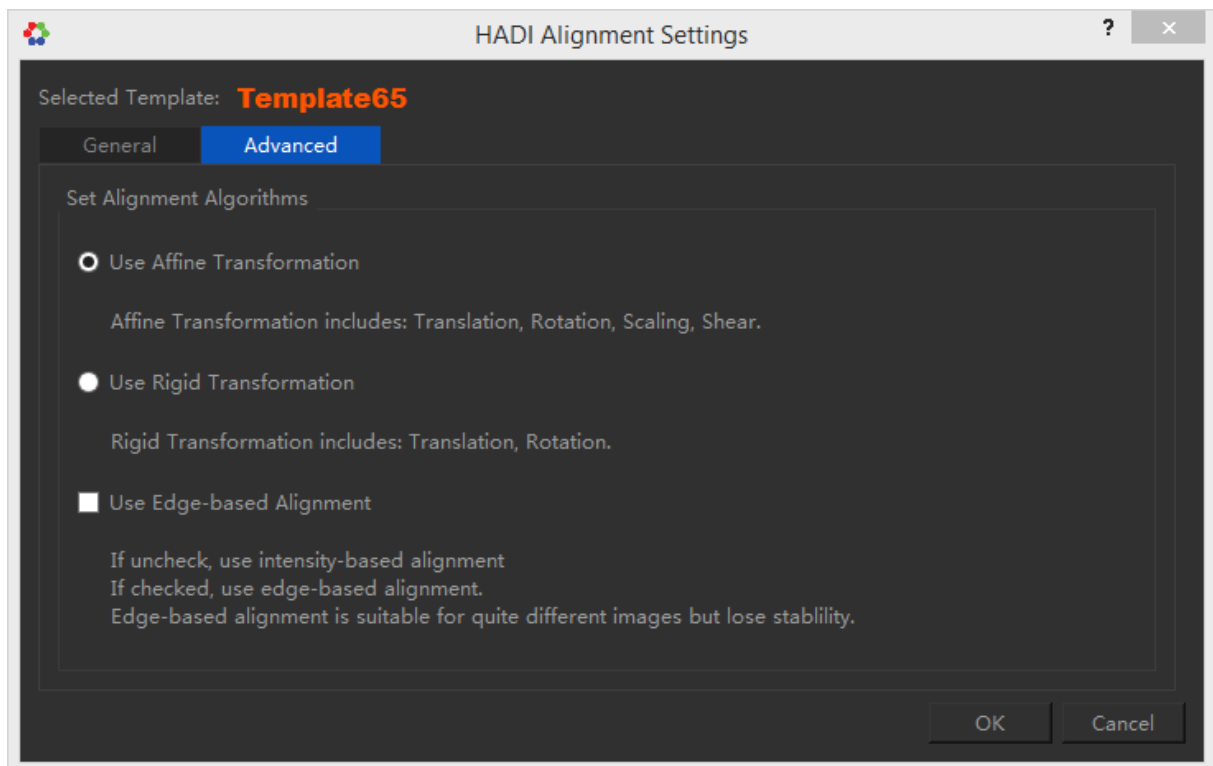 HADI Alignment Settings
?
×
Selected Template: Template65
General
Advanced
Set Alignment Algorithms
Use Affine Transformation
Affine Transformation includes: Translation, Rotation, Scaling, Shear.
Use Rigid Transformation
Rigid Transformation includes: Translation, Rotation.
Use Edge-based Alignment
If uncheck, use intensity-based alignment
If checked, use edge-based alignment.
Edge-based alignment is suitable for quite different images but lose stablility.
OK
Cancel